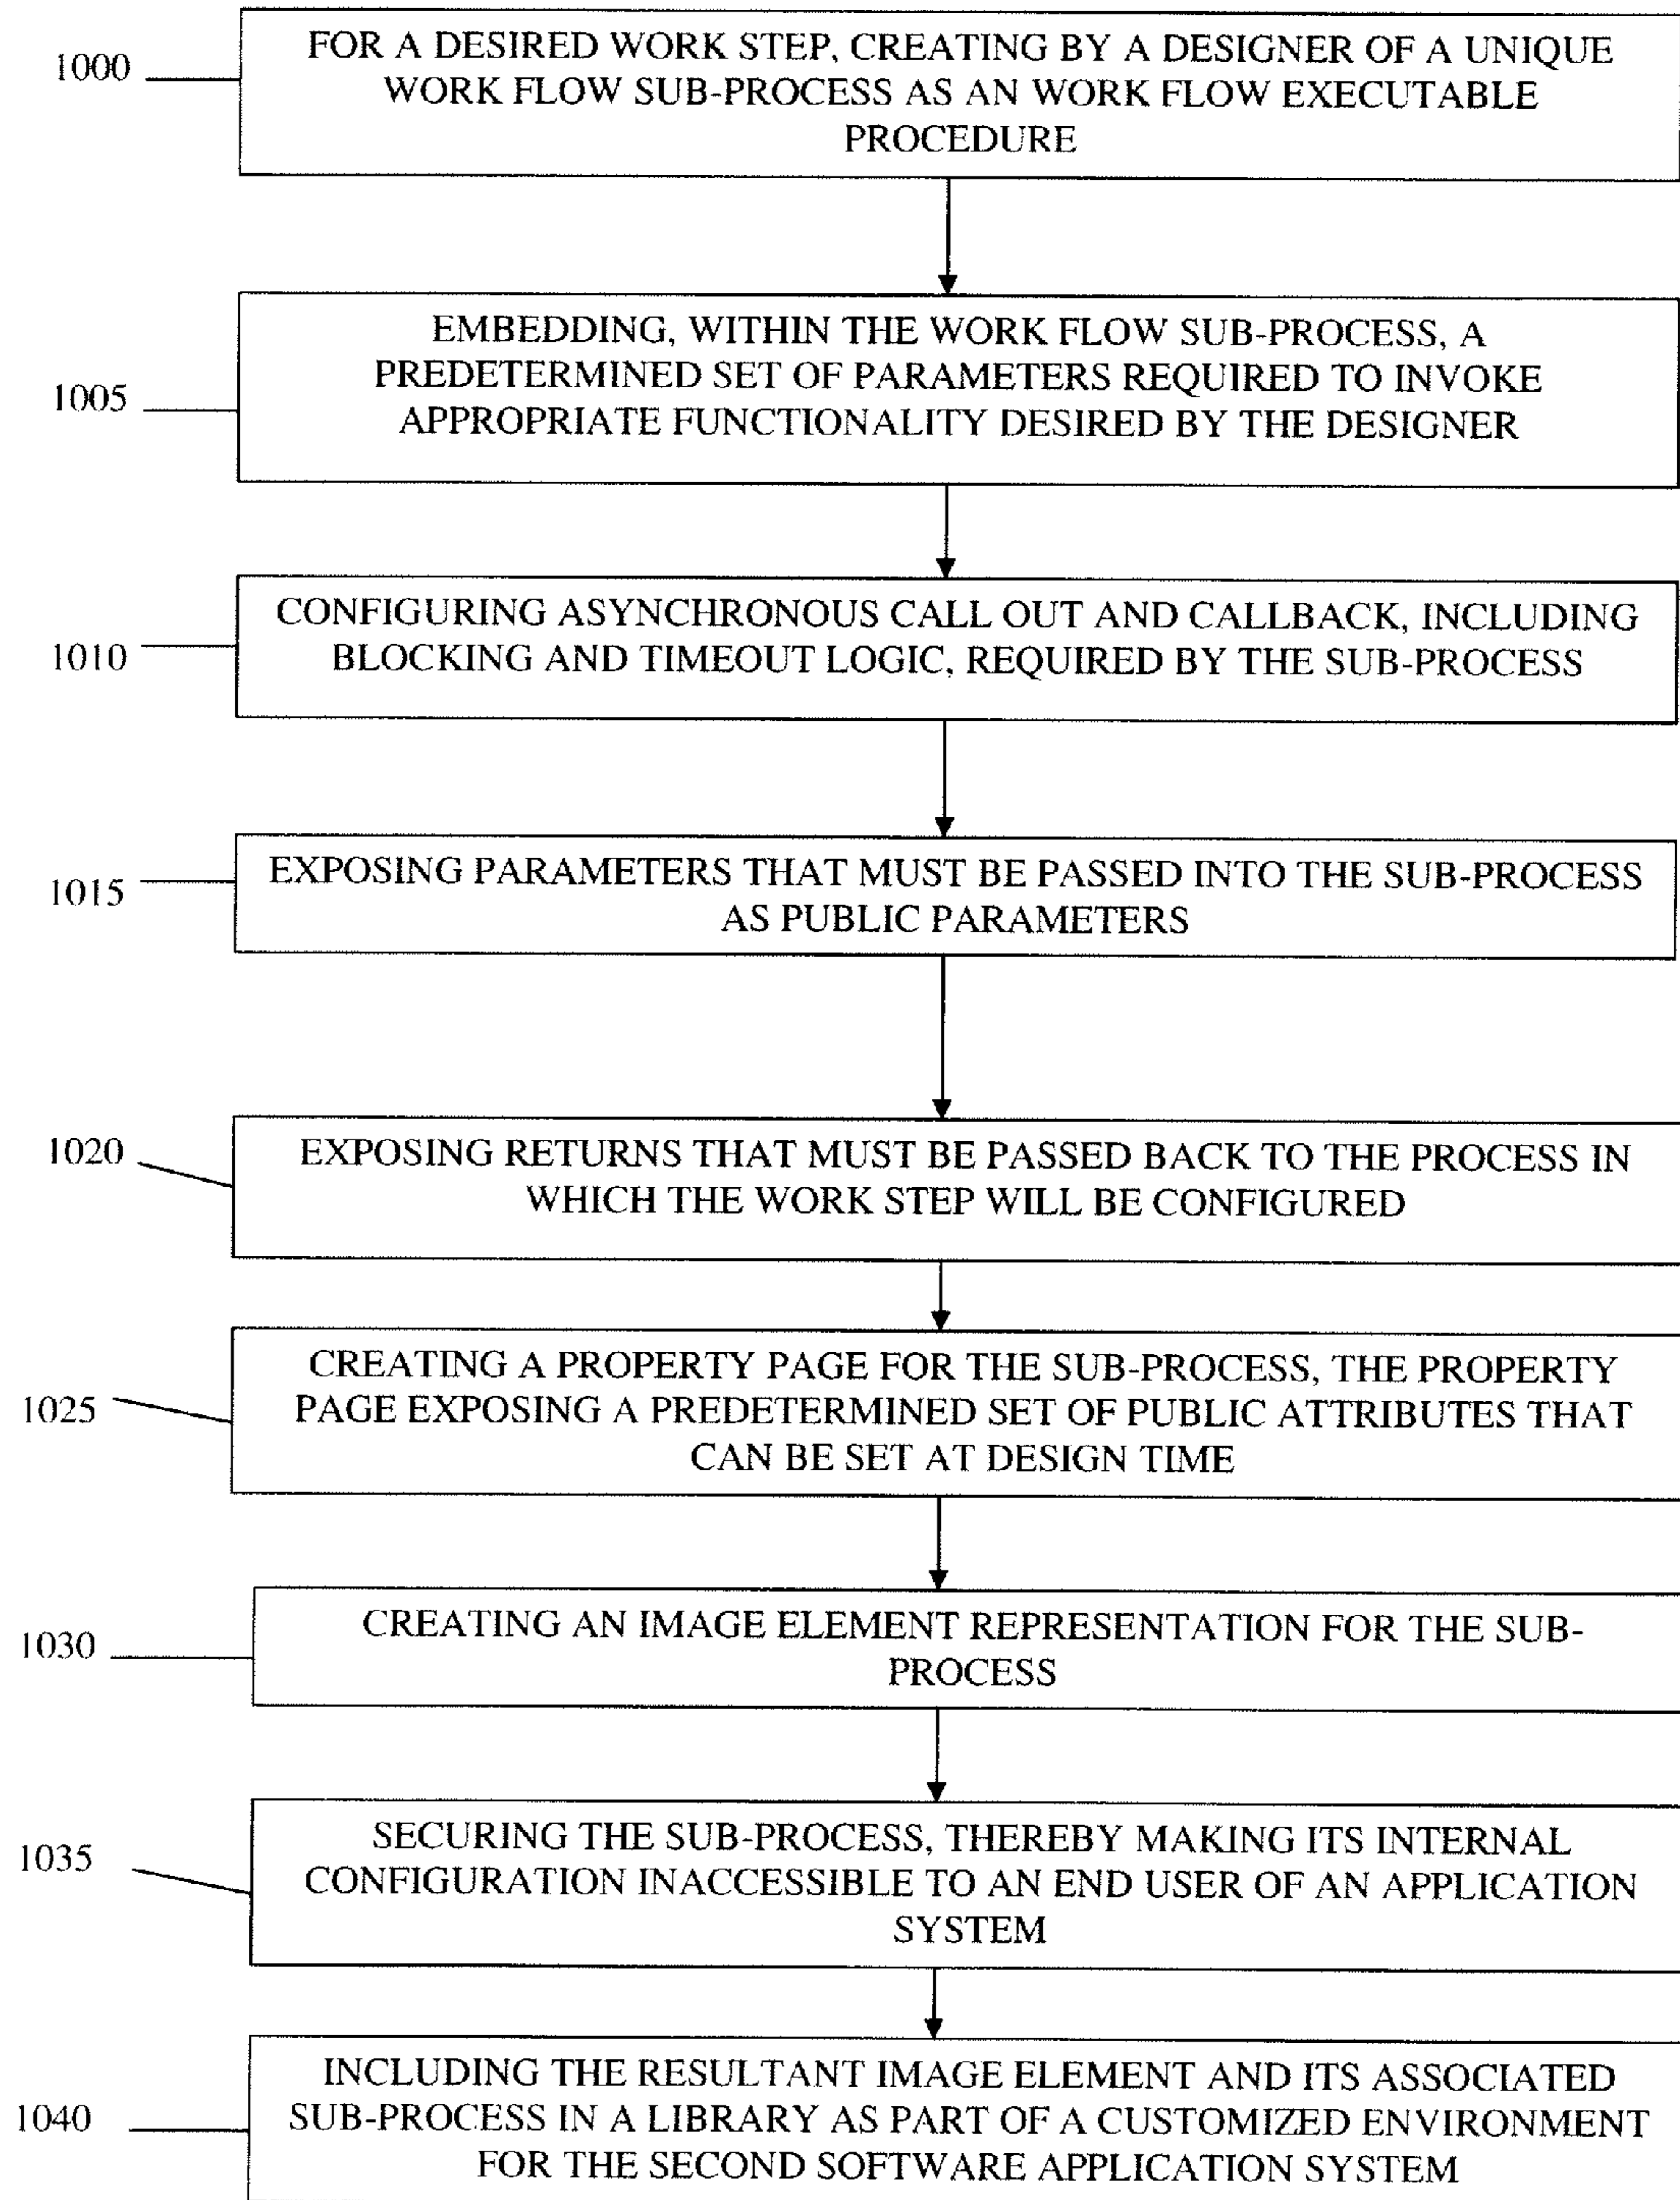 1000
FOR A DESIRED WORK STEP, CREATING BY A DESIGNER OF A UNIQUE
WORK FLOW SUB-PROCESS AS AN WORK FLOW EXECUTABLE
PROCEDURE
1005
EMBEDDING, WITHIN THE WORK FLOW SUB-PROCESS, A
PREDETERMINED SET OF PARAMETERS REQUIRED TO INVOKE
APPROPRIATE FUNCTIONALITY DESIRED BY THE DESIGNER
1010
CONFIGURING ASYNCHRONOUS CALL OUT AND CALLBACK, INCLUDING
BLOCKING AND TIMEOUT LOGIC, REQUIRED BY THE SUB-PROCESS
1015
EXPOSING PARAMETERS THAT MUST BE PASSED INTO THE SUB-PROCESS
AS PUBLIC PARAMETERS
1020
EXPOSING RETURNS THAT MUST BE PASSED BACK TO THE PROCESS IN
WHICH THE WORK STEP WILL BE CONFIGURED
1025
CREATING A PROPERTY PAGE FOR THE SUB-PROCESS, THE PROPERTY
PAGE EXPOSING A PREDETERMINED SET OF PUBLIC ATTRIBUTES THAT
CAN BE SET AT DESIGN TIME
1030
CREATING AN IMAGE ELEMENT REPRESENTATION FOR THE SUB-
PROCESS
1035
SECURING THE SUB-PROCESS, THEREBY MAKING ITS INTERNAL
CONFIGURATION INACCESSIBLE TO AN END USER OF AN APPLICATION
SYSTEM
1040
INCLUDING THE RESULTANT IMAGE ELEMENT AND ITS ASSOCIATED
SUB-PROCESS IN A LIBRARY AS PART OF A CUSTOMIZED ENVIRONMENT
FOR THE SECOND SOFTWARE APPLICATION SYSTEM